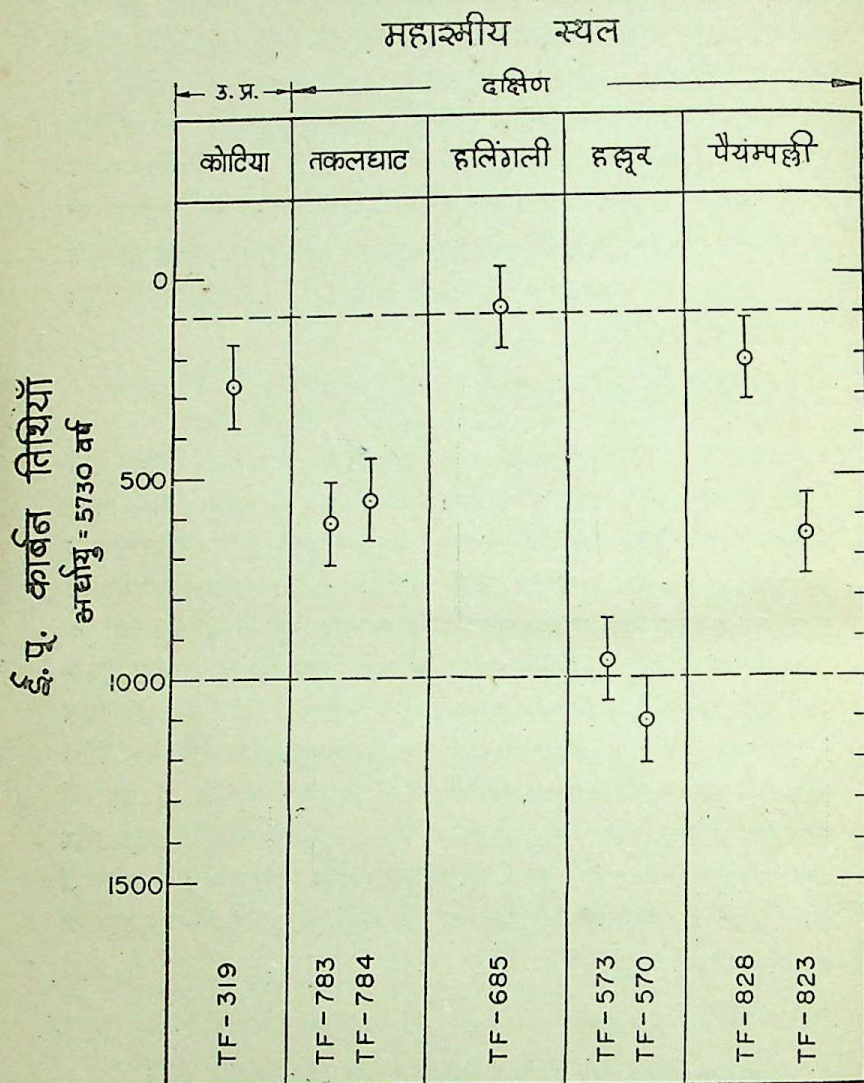 महाश्मीय स्थल
उ. प्र. दक्षिण
कोटिया तकलघाट हलिंगली हल्लूर पैयंम्पल्ली
0
500
1000
1500
ई. पू. कार्बन तिथियाँ
अर्धायु = 5730 वर्ष
TF-319 TF-783 TF-784 TF-685 TF-573 TF-570 TF-828 TF-823